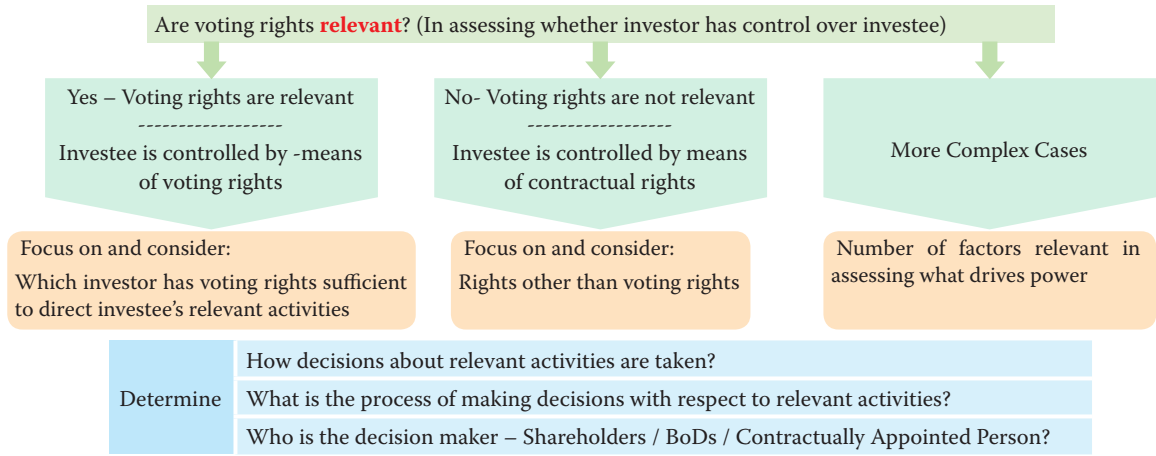 Are voting rights relevant? (In assessing whether investor has control over investee)
Yes – Voting rights are relevant
------------------
Investee is controlled by -means
of voting rights
No- Voting rights are not relevant
------------------
Investee is controlled by means
of contractual rights
More Complex Cases
Focus on and consider:
Which investor has voting rights sufficient
to direct investee's relevant activities
Focus on and consider:
Rights other than voting rights
Number of factors relevant in
assessing what drives power
Determine
How decisions about relevant activities are taken?
What is the process of making decisions with respect to relevant activities?
Who is the decision maker – Shareholders / BoDs / Contractually Appointed Person?